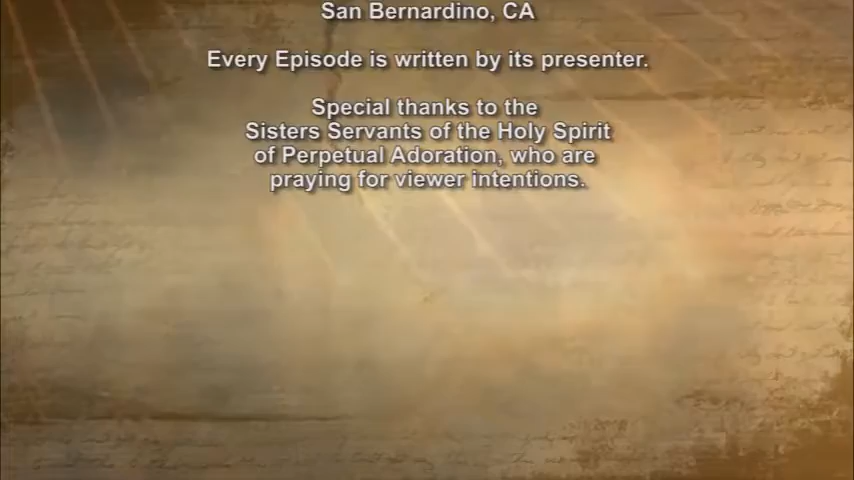 San Bernardino, CA
Every Episode is written by its presenter.
Special thanks to the
Sisters Servants of the Holy Spirit
of Perpetual Adoration, who are
praying for viewer intentions.